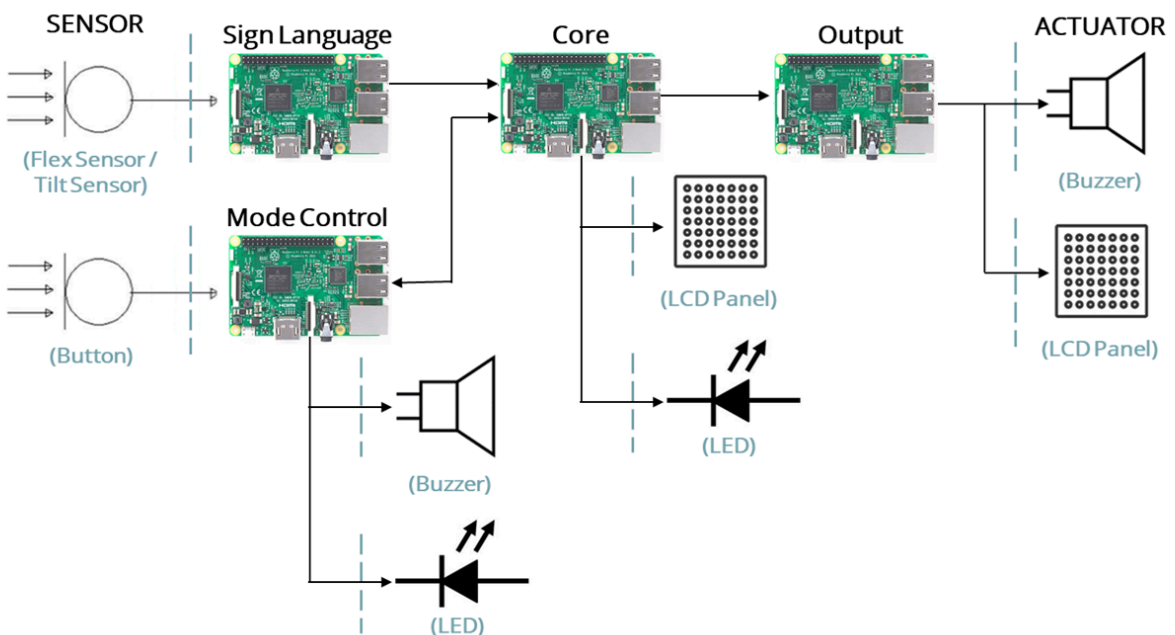 SENSOR
Sign Language
Core
Output
ACTUATOR
(Flex Sensor /
Tilt Sensor)
(Buzzer)
Mode Control
(LCD Panel)
(Button)
(LCD Panel)
(LED)
(Buzzer)
(LED)